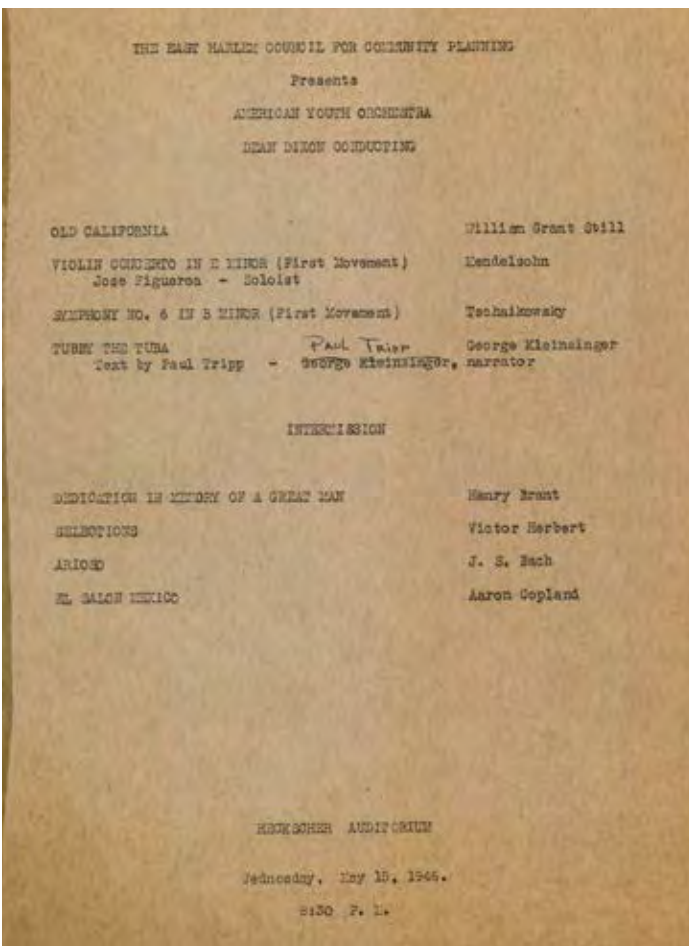 THE EAST HARLEM COUNCIL FOR COMMUNITY PLANNING
Presents
AMERICAN YOUTH ORCHESTRA
DEAN DIXON CONDUCTING
OLD CALIFORNIA William Grant Still
VIOLIN CONCERTO IN E MINOR (First Movement) Mendelsohn
Jose Figueroa - Soloist
SYMPHONY NO. 6 IN B MINOR (First Movement) Tschaikowsky
PAUL TRIPP
TUBBY THE TUBA George Kleinsinger
Text by Paul Tripp - George Kleinsinger, narrator
INTERMISSION
DEDICATION IN MEMORY OF A GREAT MAN Henry Brant
SELECTIONS Victor Herbert
ARIOSO J. S. Bach
EL SALON MEXICO Aaron Copland
HECKSCHER AUDITORIUM
Wednesday, May 15, 1946.
8:30 P. M.